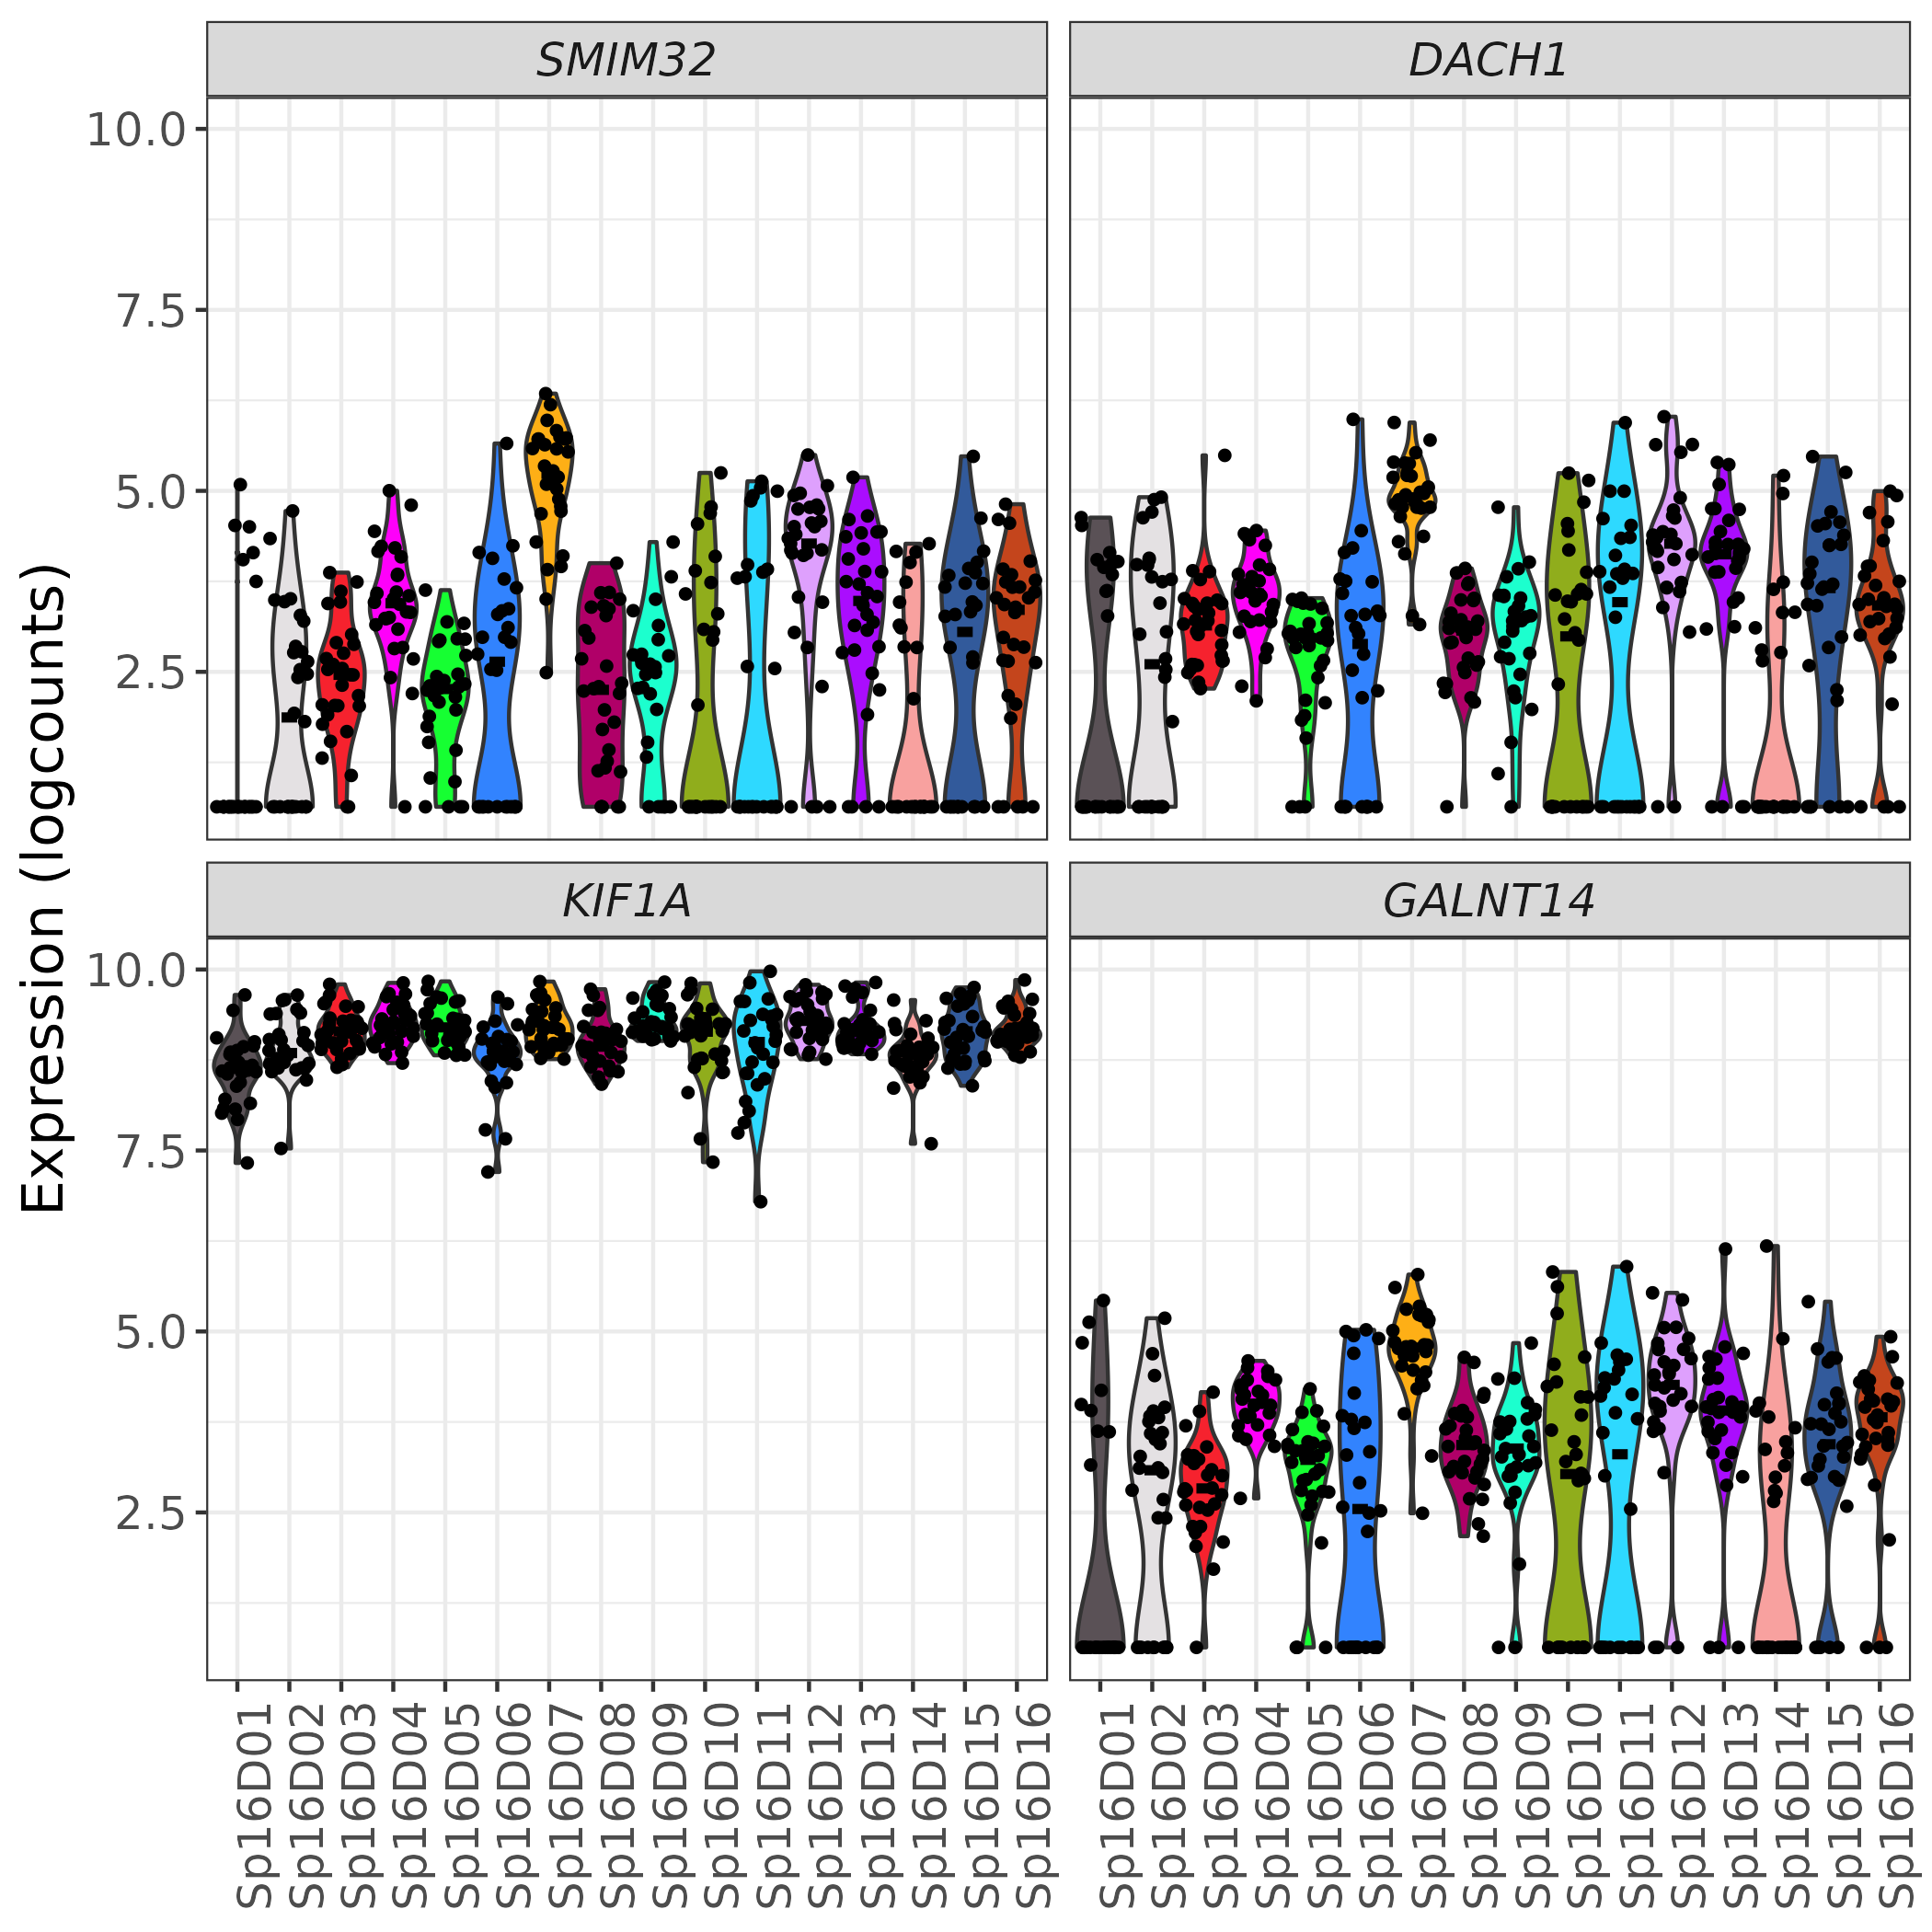 SMIM32 DACH1
10.0
7.5
5.0
2.5
KIF1A GALNT14
10.0
7.5
5.0
2.5
Expression (logcounts)
Sp16D01 Sp16D02 Sp16D03 Sp16D04 Sp16D05 Sp16D06 Sp16D07 Sp16D08 Sp16D09 Sp16D10 Sp16D11 Sp16D12 Sp16D13 Sp16D14 Sp16D15 Sp16D16 Sp16D01 Sp16D02 Sp16D03 Sp16D04 Sp16D05 Sp16D06 Sp16D07 Sp16D08 Sp16D09 Sp16D10 Sp16D11 Sp16D12 Sp16D13 Sp16D14 Sp16D15 Sp16D16